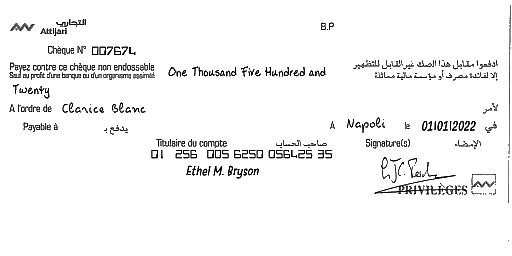 التجاري
Attijari
B.P
Chèque N° 007674
Payez contre ce chèque non endossable
Sauf au profit d'une banque ou d'un organisme assimilé
One Thousand Five Hundred and
ادفعوا مقابل هذا الصك غير القابل للتظهير
إلا لفائدة مصرف أو مؤسسة مالية مماثلة
Twenty
A l'ordre de Clarice Blanc
لأمر
Payable à يدفع بـ
A Napoli le 01/01/2022 في
Titulaire du compte صاحب الحساب
Signature(s) الإمضاء
01 256 005 6250 056425 35
Ethel M. Bryson
PRIVILÈGES